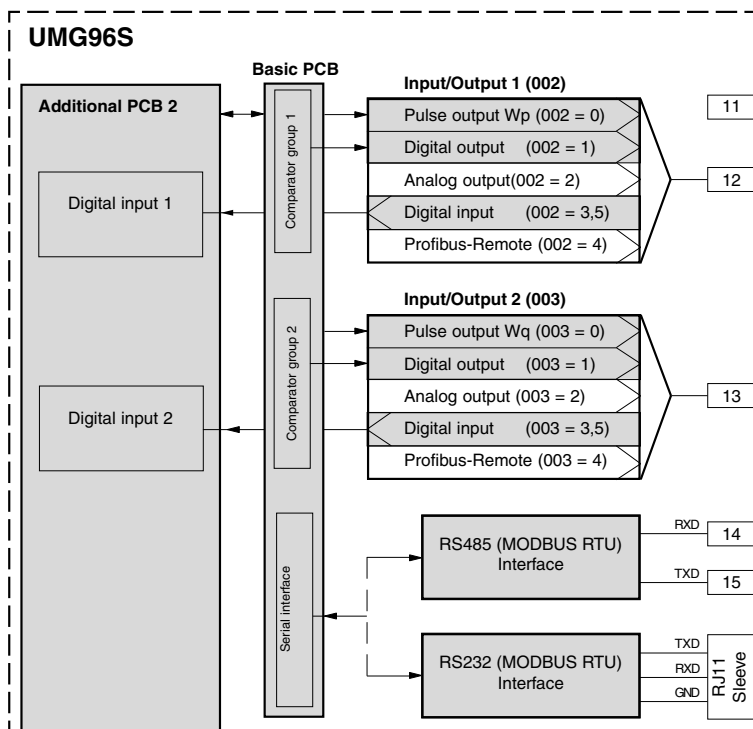 UMG96S
Basic PCB
Input/Output 1 (002)
Additional PCB 2
Comparator group 1
Pulse output Wp (002 = 0)
11
Digital output (002 = 1)
Analog output(002 = 2)
12
Digital input 1
Digital input (002 = 3,5)
Profibus-Remote (002 = 4)
Input/Output 2 (003)
Comparator group 2
Pulse output Wq (003 = 0)
Digital output (003 = 1)
Analog output (003 = 2)
13
Digital input 2
Digital input (003 = 3,5)
Profibus-Remote (003 = 4)
Serial interface
RS485 (MODBUS RTU)
Interface
RXD
14
TXD
15
RS232 (MODBUS RTU)
Interface
TXD
RXD
GND
RJ11
Sleeve